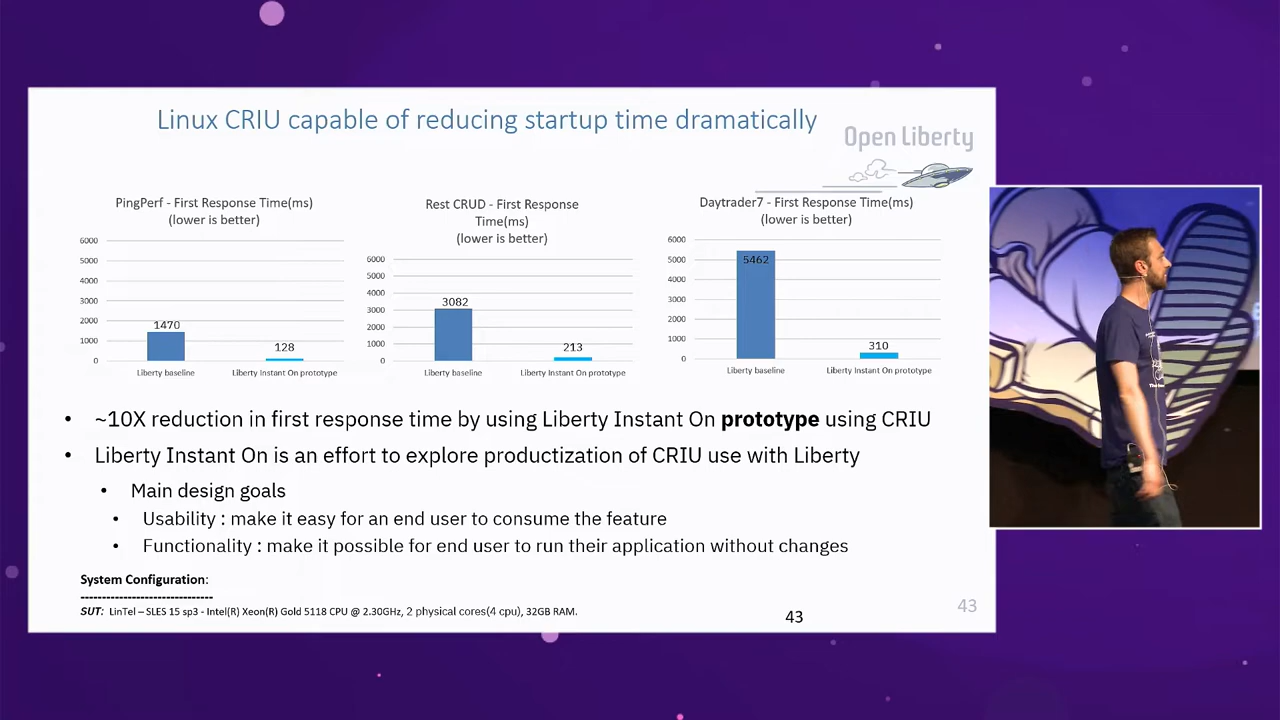 Linux CRIU capable of reducing startup time dramatically
Open Liberty
PingPerf - First Response Time(ms)
(lower is better)
6000
5000
4000
3000
2000
1000
0
1470
128
Liberty baseline
Liberty Instant On prototype
Rest CRUD - First Response
Time(ms)
(lower is better)
6000
5000
4000
3000
2000
1000
0
3082
213
Liberty baseline
Liberty Instant On prototype
Daytrader7 - First Response Time(ms)
(lower is better)
6000
5000
4000
3000
2000
1000
0
5462
310
Liberty baseline
Liberty Instant On prototype
• ~10X reduction in first response time by using Liberty Instant On prototype using CRIU
• Liberty Instant On is an effort to explore productization of CRIU use with Liberty
• Main design goals
• Usability : make it easy for an end user to consume the feature
• Functionality : make it possible for end user to run their application without changes
System Configuration:
-------------------------------
SUT: LinTel – SLES 15 sp3 - Intel(R) Xeon(R) Gold 5118 CPU @ 2.30GHz, 2 physical cores(4 cpu), 32GB RAM.
43
43